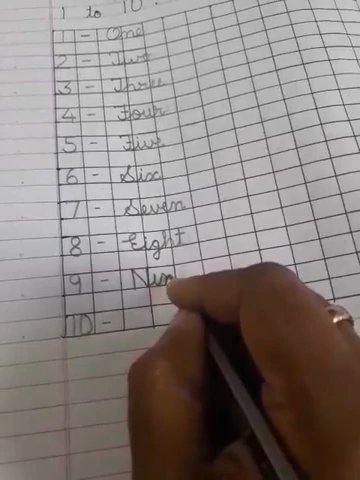 1 to 10.
1 - One
2 - Two
3 - Three
4 - Four
5 - Five
6 - Six
7 - Seven
8 - Eight
9 - Nin
10 -